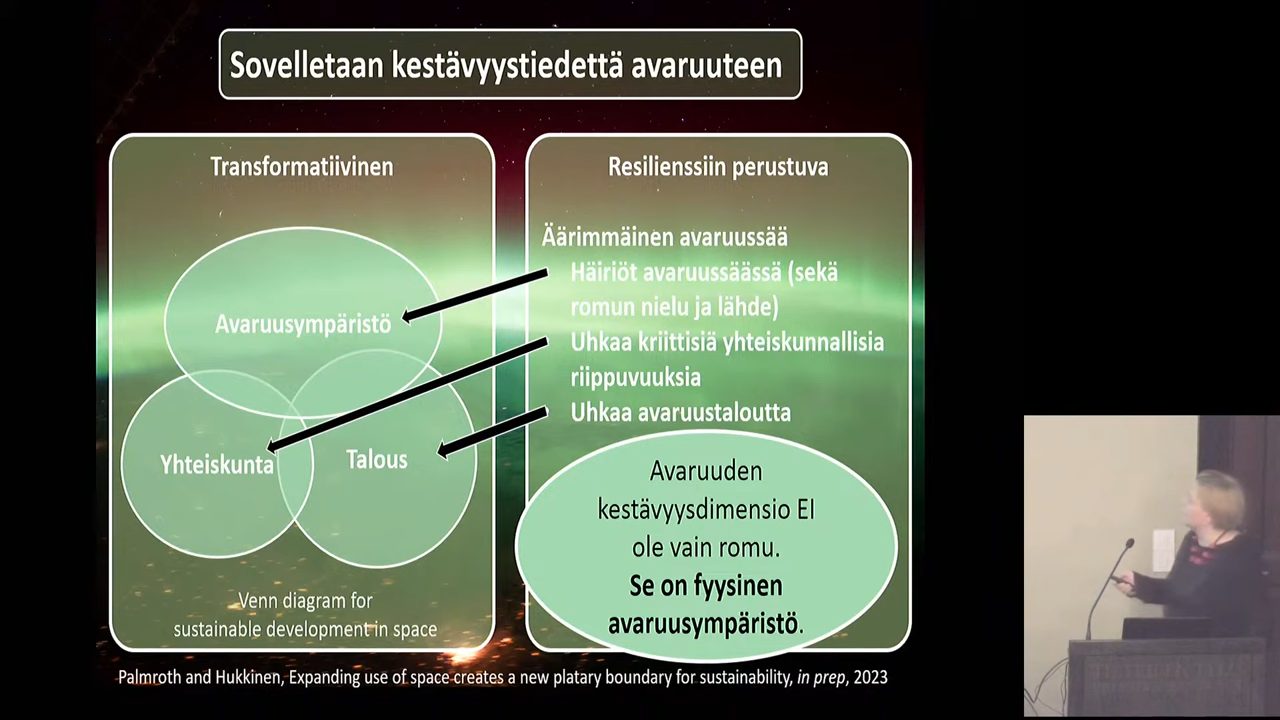 Sovelletaan kestävyystiedettä avaruuteen
Transformatiivinen
Avaruusympäristö
Yhteiskunta
Talous
Venn diagram for
sustainable development in space
Resilienssiin perustuva
Äärimmäinen avaruussää
Häiriöt avaruussäässä (sekä
romun nielu ja lähde)
Uhkaa kriittisiä yhteiskunnallisia
riippuvuuksia
Uhkaa avaruustaloutta
Avaruuden
kestävyysdimensio EI
ole vain romu.
Se on fyysinen
avaruusympäristö.
Palmroth and Hukkinen, Expanding use of space creates a new platary boundary for sustainability, in prep, 2023